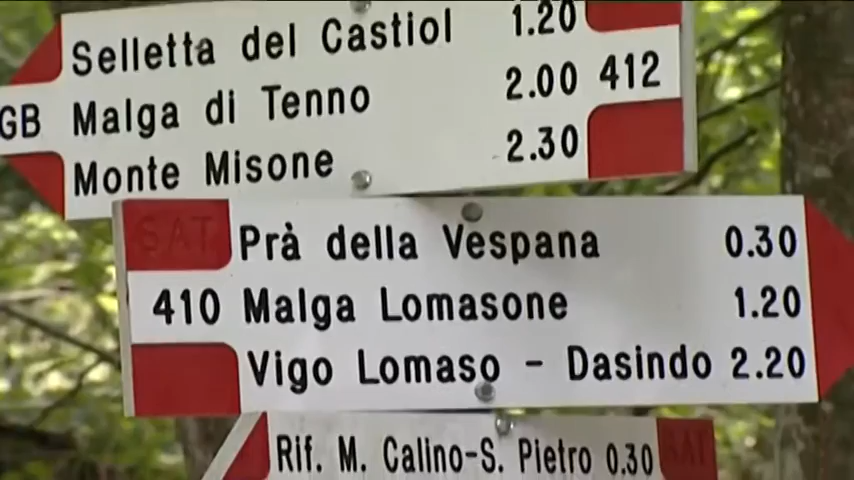 Selletta del Castiol 1.20
GB Malga di Tenno 2.00 412
Monte Misone 2.30
SAT Prà della Vespana 0.30
410 Malga Lomasone 1.20
Vigo Lomaso - Dasindo 2.20
Rif. M. Calino-S. Pietro 0.30 SAT